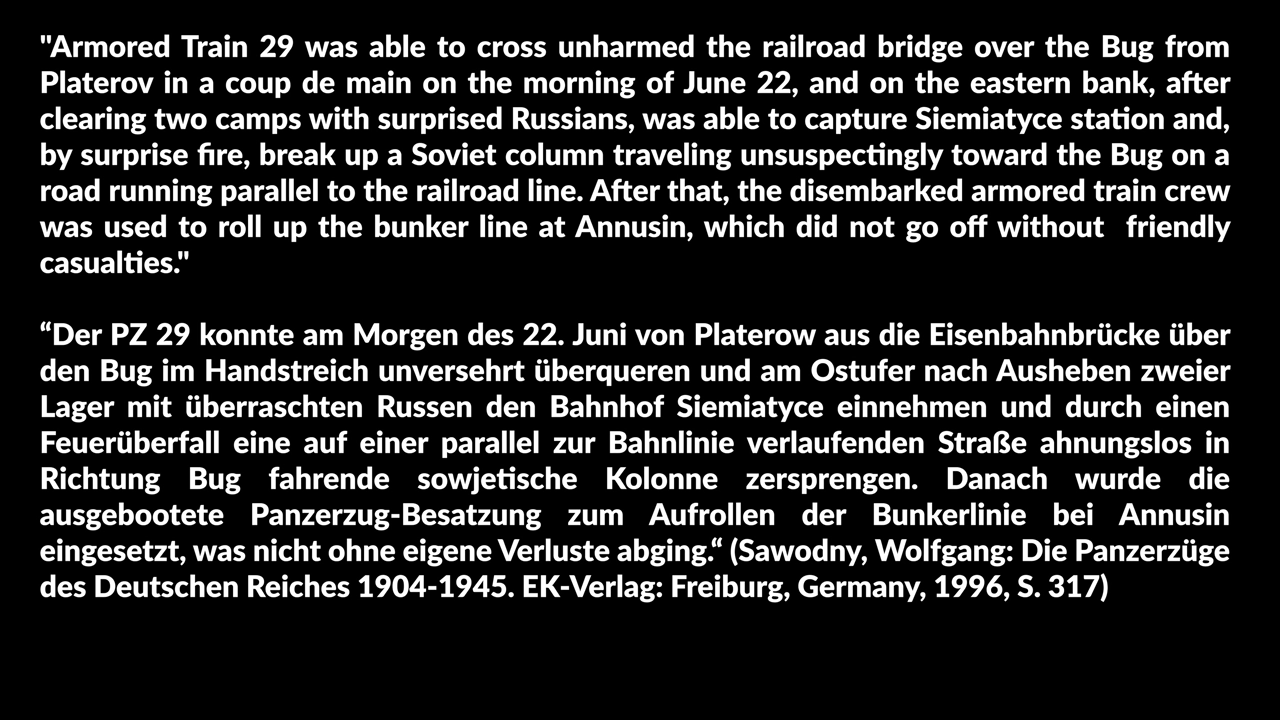 "Armored Train 29 was able to cross unharmed the railroad bridge over the Bug from
Platerov in a coup de main on the morning of June 22, and on the eastern bank, after
clearing two camps with surprised Russians, was able to capture Siemiatyce station and,
by surprise fire, break up a Soviet column traveling unsuspectingly toward the Bug on a
road running parallel to the railroad line. After that, the disembarked armored train crew
was used to roll up the bunker line at Annusin, which did not go off without  friendly
casualties."
“Der PZ 29 konnte am Morgen des 22. Juni von Platerow aus die Eisenbahnbrücke über
den Bug im Handstreich unversehrt überqueren und am Ostufer nach Ausheben zweier
Lager mit überraschten Russen den Bahnhof Siemiatyce einnehmen und durch einen
Feuerüberfall eine auf einer parallel zur Bahnlinie verlaufenden Straße ahnungslos in
Richtung Bug fahrende sowjetische Kolonne zersprengen. Danach wurde die
ausgebootete Panzerzug-Besatzung zum Aufrollen der Bunkerlinie bei Annusin
eingesetzt, was nicht ohne eigene Verluste abging.“ (Sawodny, Wolfgang: Die Panzerzüge
des Deutschen Reiches 1904-1945. EK-Verlag: Freiburg, Germany, 1996, S. 317)